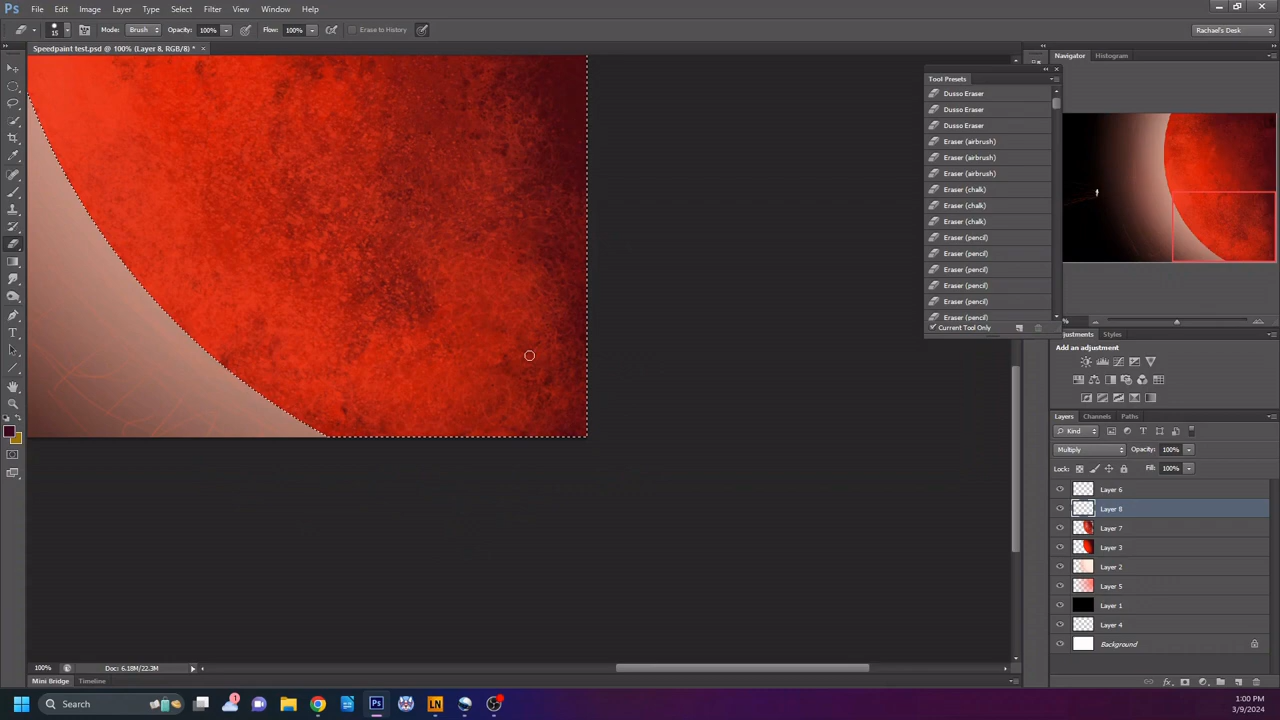 Ps File Edit Image Layer Type Select Filter View Window Help
15 Mode: Brush Opacity: 100% Flow: 100% Erase to History Rachael's Desk
Speedpaint test.psd @ 100% (Layer 8, RGB/8) * ×
Navigator Histogram
Tool Presets
Dusso Eraser
Dusso Eraser
Dusso Eraser
Eraser (airbrush)
Eraser (airbrush)
Eraser (airbrush)
Eraser (chalk)
Eraser (chalk)
Eraser (chalk)
Eraser (pencil)
Eraser (pencil)
Eraser (pencil)
Eraser (pencil)
Eraser (pencil)
Eraser (pencil)
Current Tool Only
%
djustments Styles
Add an adjustment
Layers Channels Paths
Kind
Multiply Opacity: 100%
Lock: Fill: 100%
Layer 6
Layer 8
Layer 7
Layer 3
Layer 2
Layer 5
Layer 1
Layer 4
Background
100% Doc: 6.18M/22.3M
Mini Bridge Timeline
Search 1 Ps LN
1:00 PM
3/9/2024